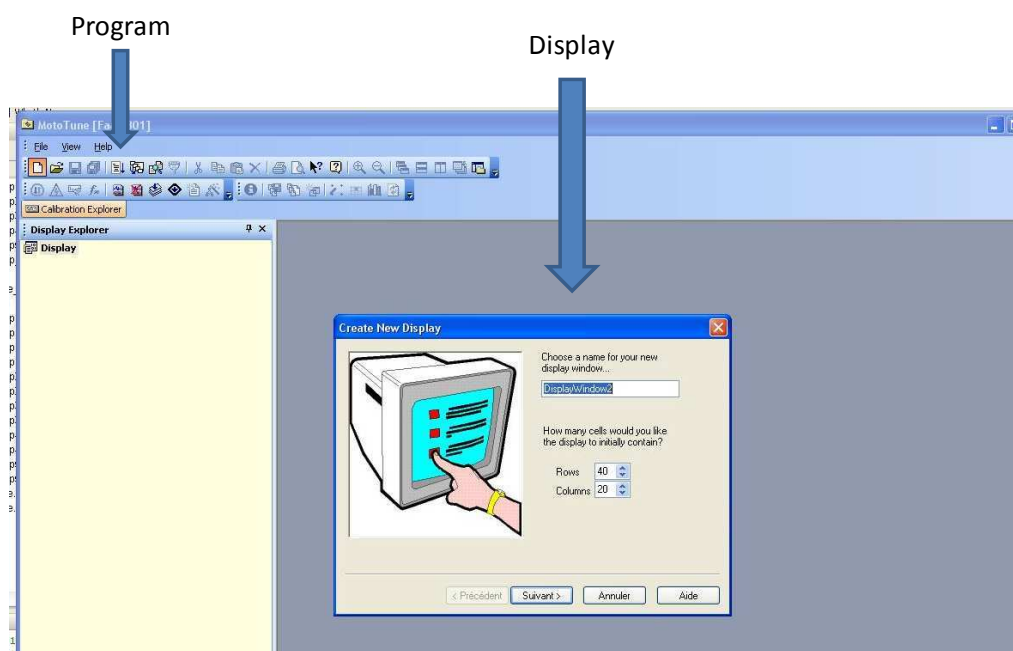 Program
Display
MotoTune [Fa
01]
File View Help
Calibration Explorer
Display Explorer
Display
Create New Display
Choose a name for your new
display window...
DisplayWindow2
How many cells would you like
the display to initially contain?
Rows 40
Columns 20
< Précédent Suivant > Annuler Aide